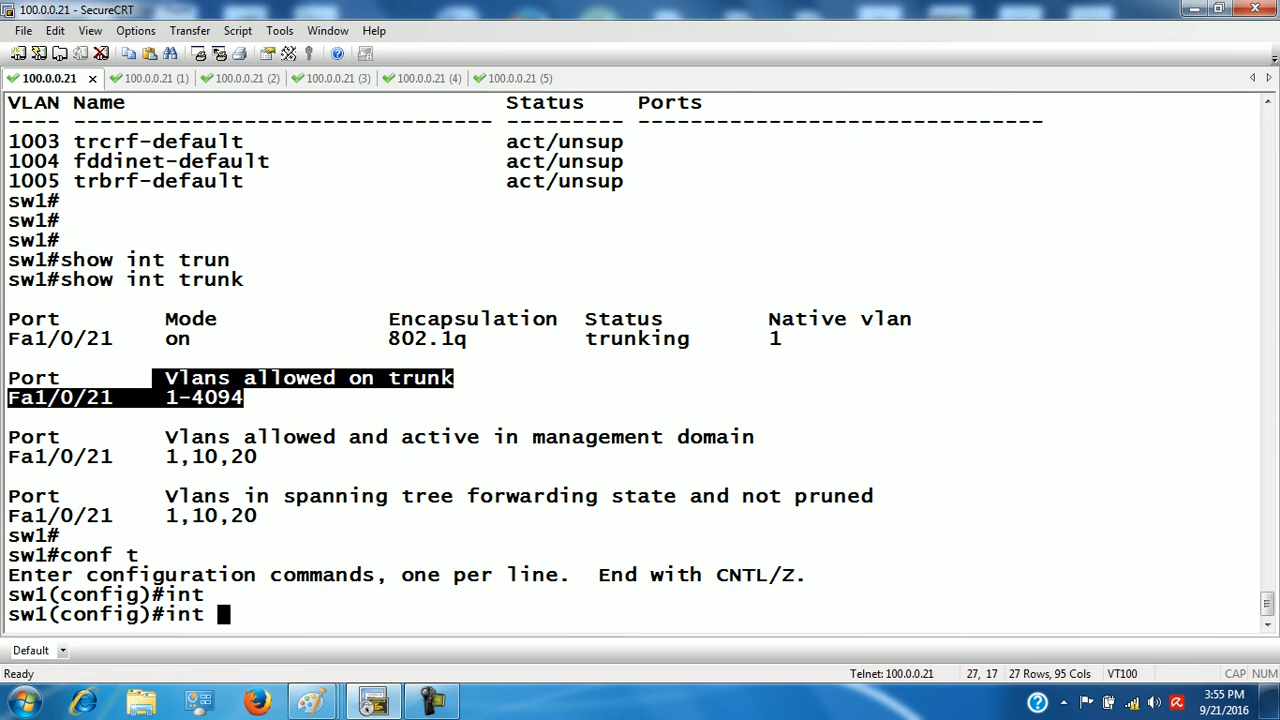 100.0.0.21 - SecureCRT
File Edit View Options Transfer Script Tools Window Help
100.0.0.21 100.0.0.21 (1) 100.0.0.21 (2) 100.0.0.21 (3) 100.0.0.21 (4) 100.0.0.21 (5)
VLAN Name Status Ports
---- -------------------------------- --------- -------------------------------
1003 trcrf-default act/unsup
1004 fddinet-default act/unsup
1005 trbrf-default act/unsup
sw1#
sw1#
sw1#
sw1#show int trun
sw1#show int trunk
Port Mode Encapsulation Status Native vlan
Fa1/0/21 on 802.1q trunking 1
Port Vlans allowed on trunk
Fa1/0/21 1-4094
Port Vlans allowed and active in management domain
Fa1/0/21 1,10,20
Port Vlans in spanning tree forwarding state and not pruned
Fa1/0/21 1,10,20
sw1#
sw1#conf t
Enter configuration commands, one per line. End with CNTL/Z.
sw1(config)#int
sw1(config)#int
Default
Ready Telnet: 100.0.0.21 27, 17 27 Rows, 95 Cols VT100 CAP NUM
3:55 PM
9/21/2016